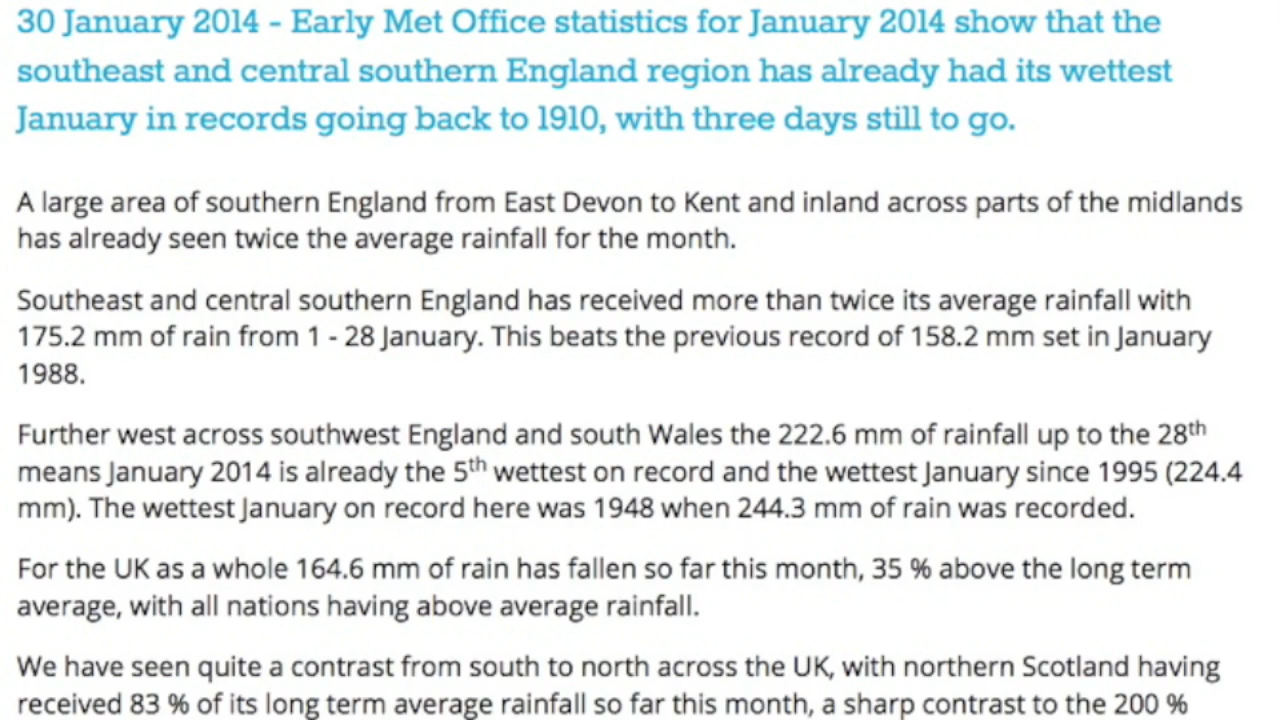 30 January 2014 - Early Met Office statistics for January 2014 show that the
southeast and central southern England region has already had its wettest
January in records going back to 1910, with three days still to go.
A large area of southern England from East Devon to Kent and inland across parts of the midlands
has already seen twice the average rainfall for the month.
Southeast and central southern England has received more than twice its average rainfall with
175.2 mm of rain from 1 - 28 January. This beats the previous record of 158.2 mm set in January
1988.
Further west across southwest England and south Wales the 222.6 mm of rainfall up to the 28th
means January 2014 is already the 5th wettest on record and the wettest January since 1995 (224.4
mm). The wettest January on record here was 1948 when 244.3 mm of rain was recorded.
For the UK as a whole 164.6 mm of rain has fallen so far this month, 35 % above the long term
average, with all nations having above average rainfall.
We have seen quite a contrast from south to north across the UK, with northern Scotland having
received 83 % of its long term average rainfall so far this month, a sharp contrast to the 200 %